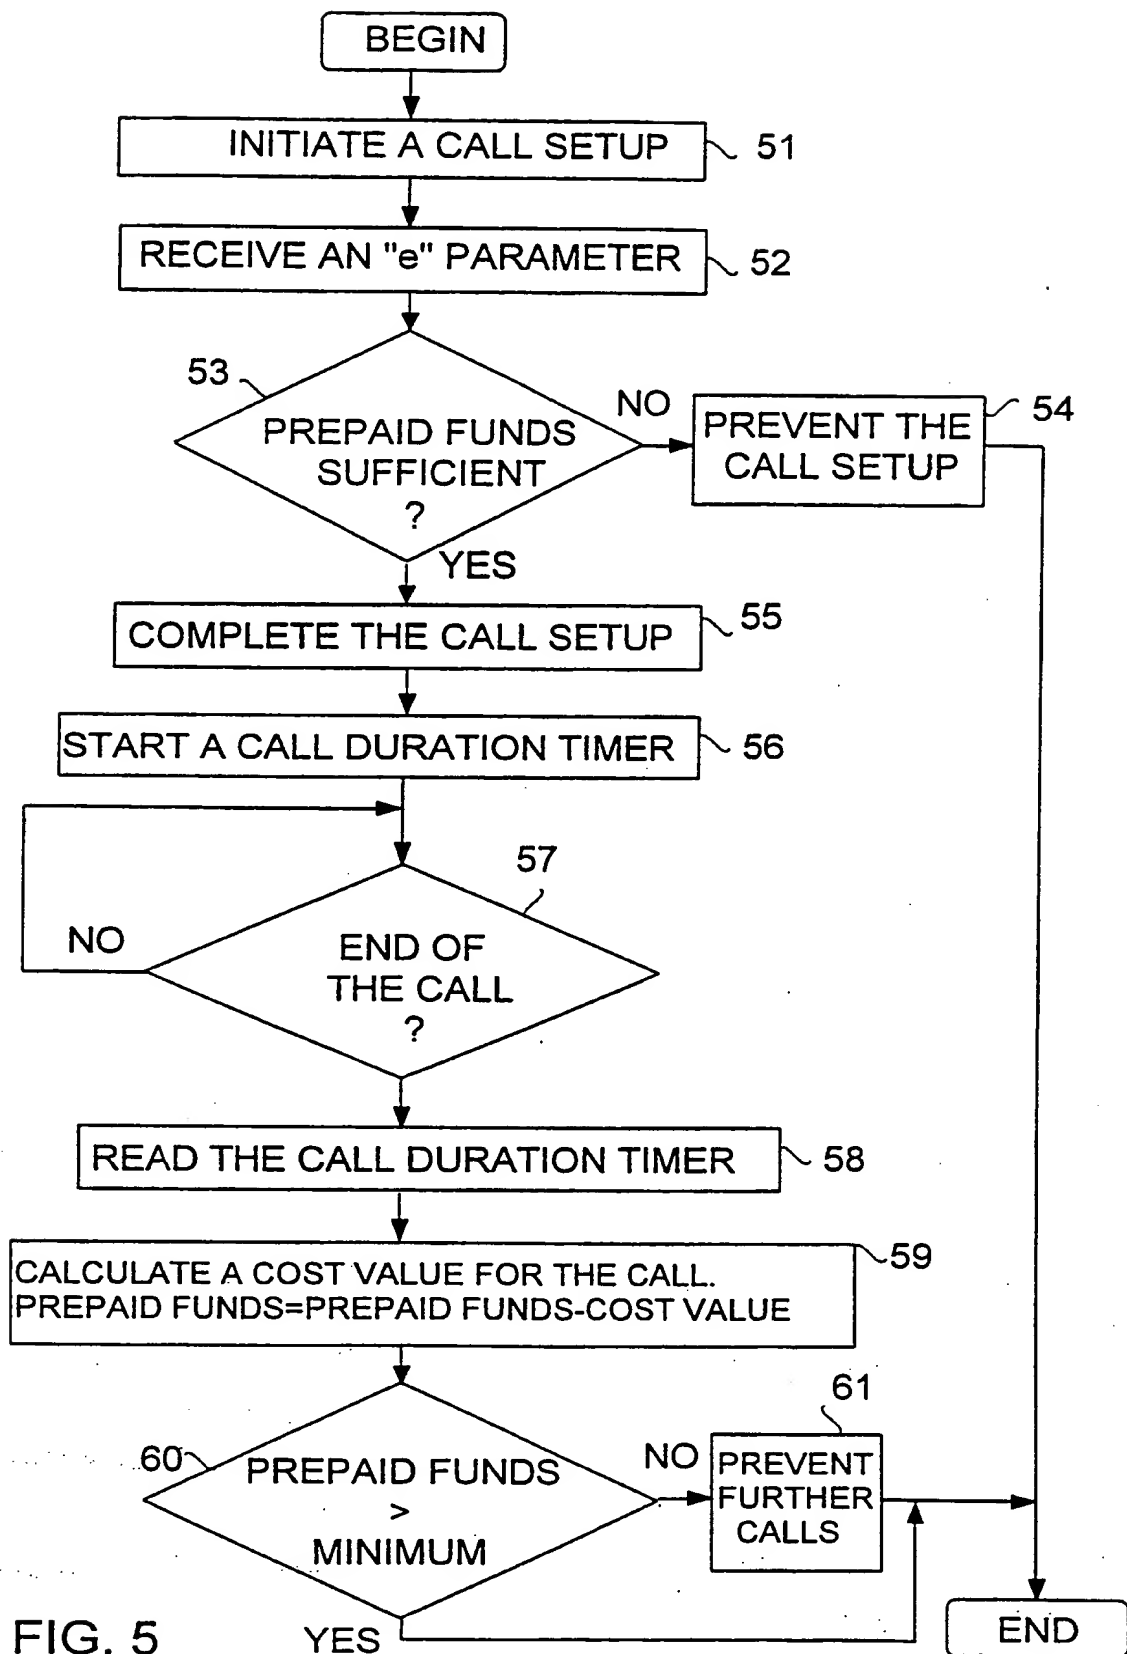 BEGIN
INITIATE A CALL SETUP
51
RECEIVE AN "e" PARAMETER
52
53
PREPAID FUNDS
SUFFICIENT
?
NO
PREVENT THE
CALL SETUP
54
YES
COMPLETE THE CALL SETUP
55
START A CALL DURATION TIMER
56
57
END OF
THE CALL
?
NO
READ THE CALL DURATION TIMER
58
CALCULATE A COST VALUE FOR THE CALL.
PREPAID FUNDS=PREPAID FUNDS-COST VALUE
59
60
PREPAID FUNDS
>
MINIMUM
NO
61
PREVENT
FURTHER
CALLS
YES
END
FIG. 5